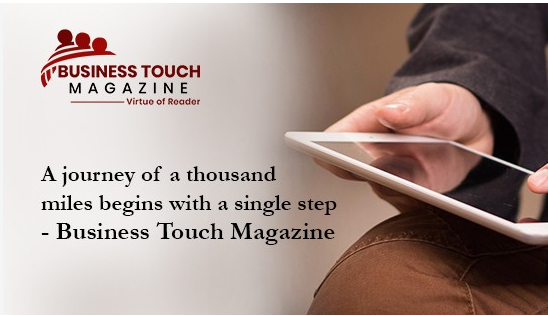 BUSINESS TOUCH
MAGAZINE
Virtue of Reader
A journey of a thousand
miles begins with a single step
- Business Touch Magazine